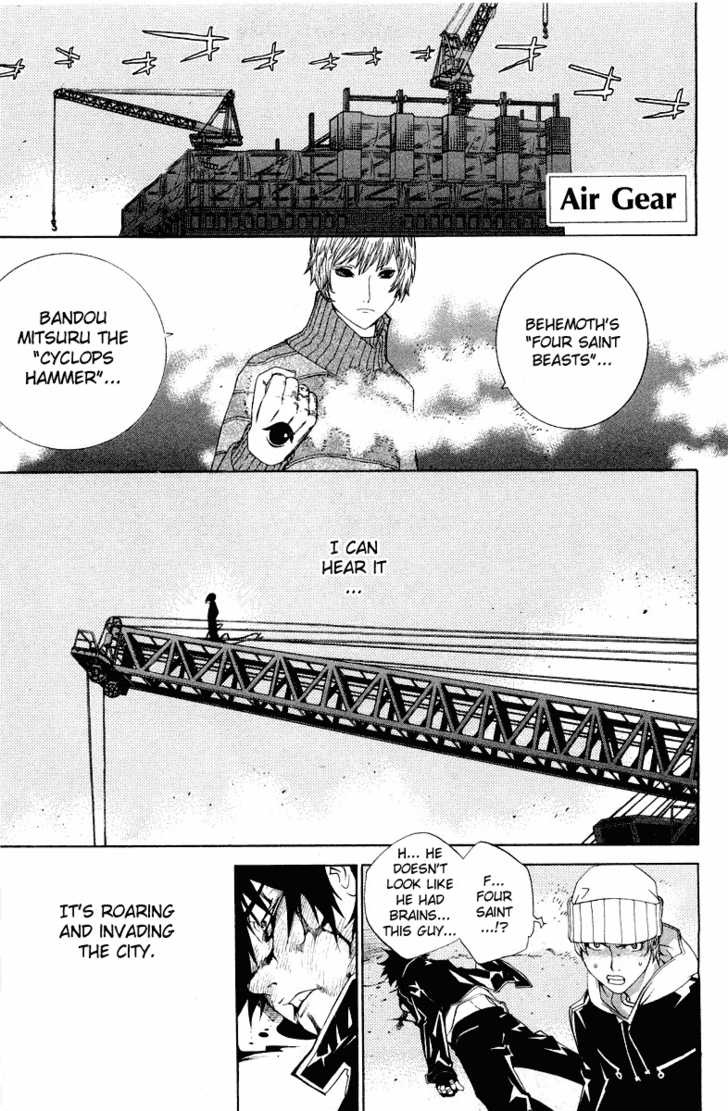 Air Gear
BEHEMOTH'S
"FOUR SAINT
BEASTS"...
BANDOU
MITSURU THE
"CYCLOPS
HAMMER"...
I CAN
HEAR IT
...
F...
FOUR
SAINT
...!?
H... HE
DOESN'T
LOOK LIKE
HE HAD
BRAINS...
THIS GUY...
IT'S ROARING
AND INVADING
THE CITY.